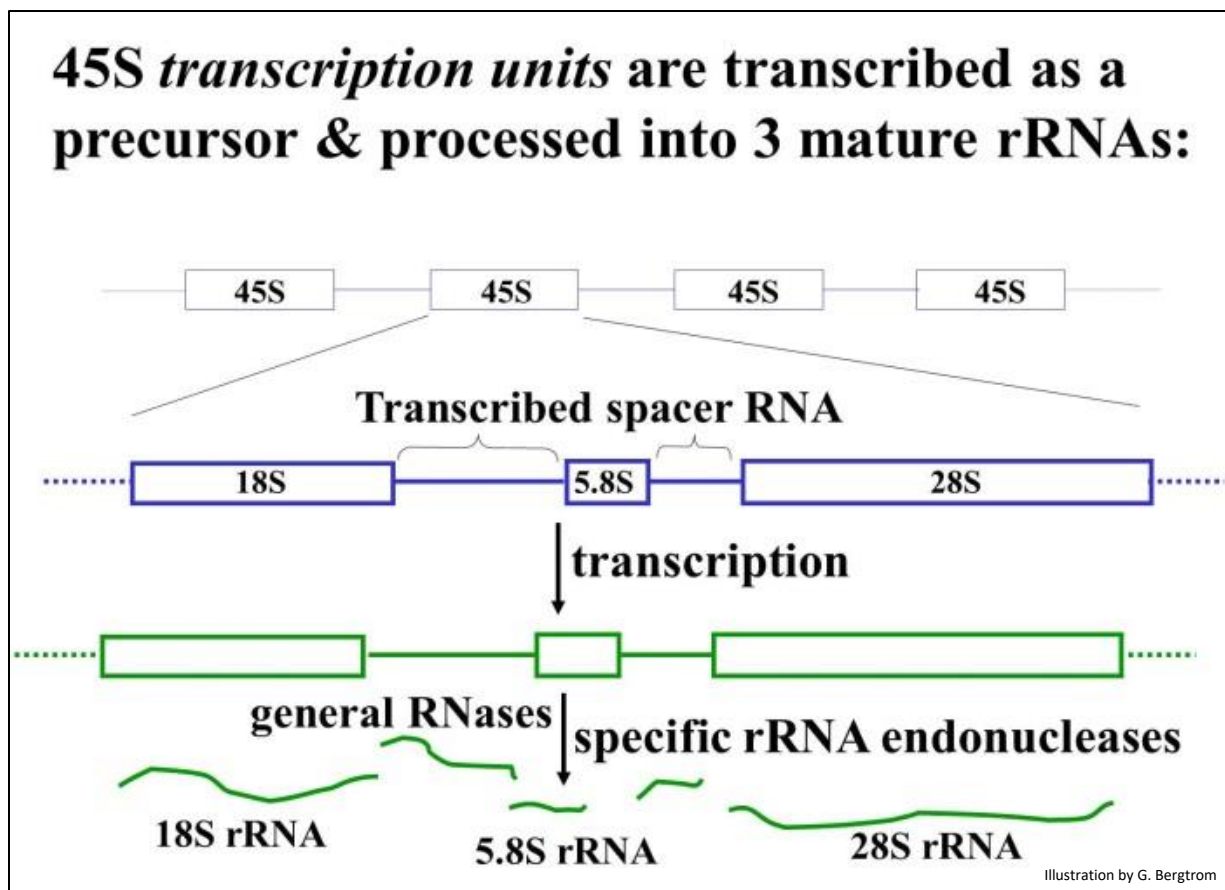 45S transcription units are transcribed as a
precursor & processed into 3 mature rRNAs:
45S 45S 45S 45S
Transcribed spacer RNA
18S 5.8S 28S
transcription
general RNases
specific rRNA endonucleases
18S rRNA
5.8S rRNA
28S rRNA
Illustration by G. Bergtrom